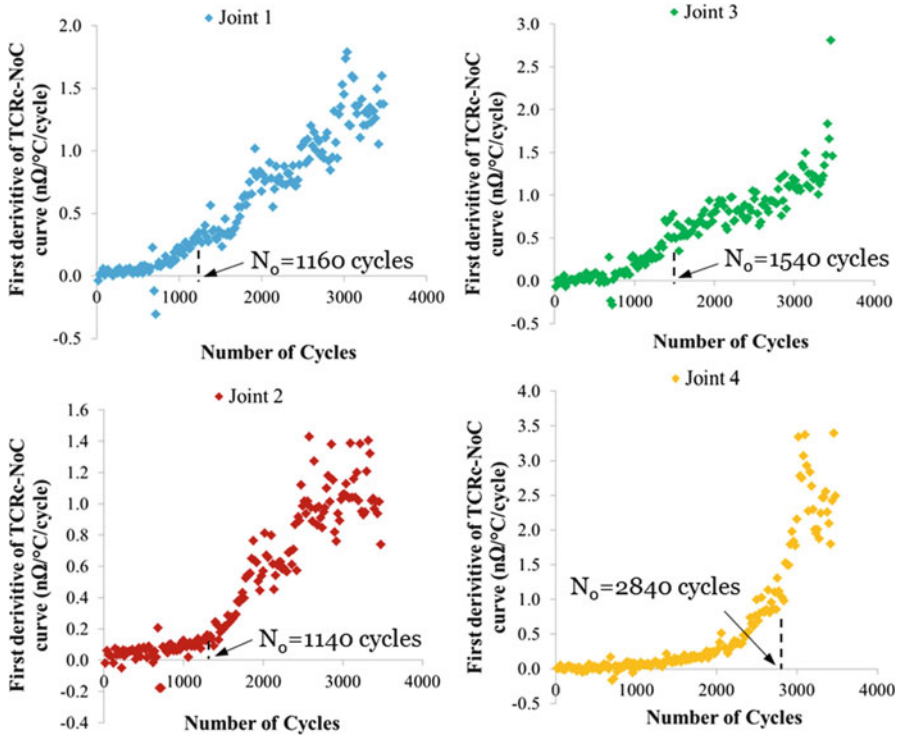 Joint 1
First derivitive of TCRc-NoC
curve (nΩ/°C/cycle)
2.0
1.5
1.0
0.5
0.0
-0.5
0
1000
2000
3000
4000
N₀=1160 cycles
Number of Cycles
Joint 3
First derivitive of TCRc-NoC
curve (nΩ/°C/cycle)
3.0
2.5
2.0
1.5
1.0
0.5
0.0
-0.5
0
1000
2000
3000
4000
N₀=1540 cycles
Number of Cycles
Joint 2
First derivitive of TCRc-NoC
curve (nΩ/°C/cycle)
1.6
1.4
1.2
1.0
0.8
0.6
0.4
0.2
0.0
-0.2
-0.4
0
1000
2000
3000
4000
N₀=1140 cycles
Number of Cycles
Joint 4
First derivitive of TCRc-NoC
curve (nΩ/°C/cycle)
4.0
3.5
3.0
2.5
2.0
1.5
1.0
0.5
0.0
-0.5
0
1000
2000
3000
4000
N₀=2840 cycles
Number of Cycles